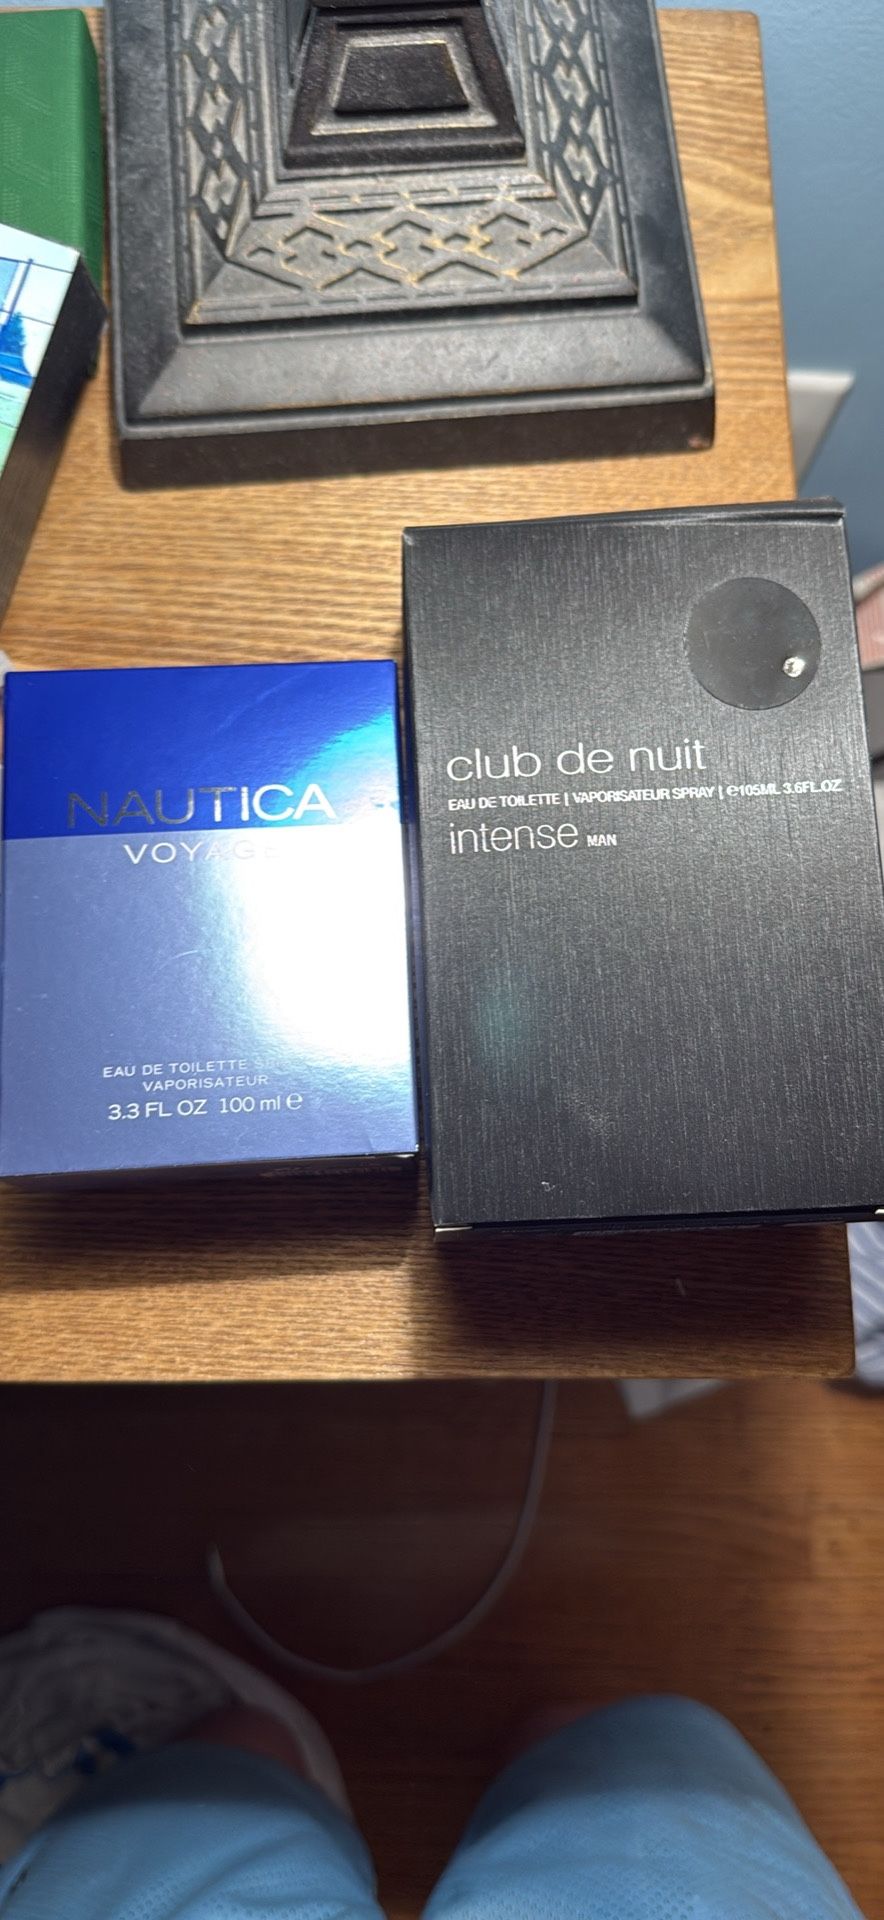 NAUTICA
VOYAGE
EAU DE TOILETTE
VAPORISATEUR
3.3 FL OZ 100 ml ℮
club de nuit
EAU DE TOILETTE | VAPORISATEUR SPRAY | ℮105ML 3.6FL.OZ
intense MAN